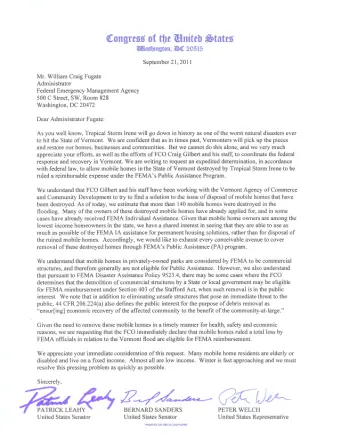 Congress of the United States
Washington, DC 20515
September 21, 2011
Mr. William Craig Fugate
Administrator
Federal Emergency Management Agency
500 C Street, SW, Room 828
Washington, DC 20472
Dear Administrator Fugate:
As you well know, Tropical Storm Irene will go down in history as one of the worst natural disasters ever
to hit the State of Vermont. We are confident that as in times past, Vermonters will pick up the pieces
and restore our homes, businesses and communities. But we cannot do this alone, and we very much
appreciate your efforts, as well as the efforts of FCO Craig Gilbert and his staff, to coordinate the federal
response and recovery in Vermont. We are writing to request an expedited determination, in accordance
with federal law, to allow mobile homes in the State of Vermont destroyed by Tropical Storm Irene to be
ruled a reimbursable expense under the FEMA's Public Assistance Program.
We understand that FCO Gilbert and his staff have been working with the Vermont Agency of Commerce
and Community Development to try to find a solution to the issue of disposal of mobile homes that have
been destroyed. As of today, we estimate that more than 140 mobile homes were destroyed in the
flooding. Many of the owners of these destroyed mobile homes have already applied for, and in some
cases have already received FEMA Individual Assistance. Given that mobile home owners are among the
lowest income homeowners in the state, we have a shared interest in seeing that they are able to use as
much as possible of the FEMA IA assistance for permanent housing solutions, rather than for disposal of
the ruined mobile homes. Accordingly, we would like to exhaust every conceivable avenue to cover
removal of these destroyed homes through FEMA's Public Assistance (PA) program.
We understand that mobile homes in privately-owned parks are considered by FEMA to be commercial
structures, and therefore generally are not eligible for Public Assistance. However, we also understand
that pursuant to FEMA Disaster Assistance Policy 9523.4, there may be some cases where the FCO
determines that the demolition of commercial structures by a State or local government may be eligible
for FEMA reimbursement under Section 403 of the Stafford Act, when such removal is in the public
interest. We note that in addition to eliminating unsafe structures that pose an immediate threat to the
public, 44 CFR 206.224(a) also defines the public interest for the purpose of debris removal as
"ensur[ing] economic recovery of the affected community to the benefit of the community-at-large."
Given the need to remove these mobile homes in a timely manner for health, safety and economic
reasons, we are requesting that the FCO immediately declare that mobile homes ruled a total loss by
FEMA officials in relation to the Vermont flood are eligible for FEMA reimbursement.
We appreciate your immediate consideration of this request. Many mobile home residents are elderly or
disabled and live on a fixed income. Almost all are low income. Winter is fast approaching and we must
resolve this pressing problem as quickly as possible.
Sincerely,
Patrick Leahy Bernard Sanders Peter Welch
PATRICK LEAHY BERNARD SANDERS PETER WELCH
United States Senator United States Senator United States Representative